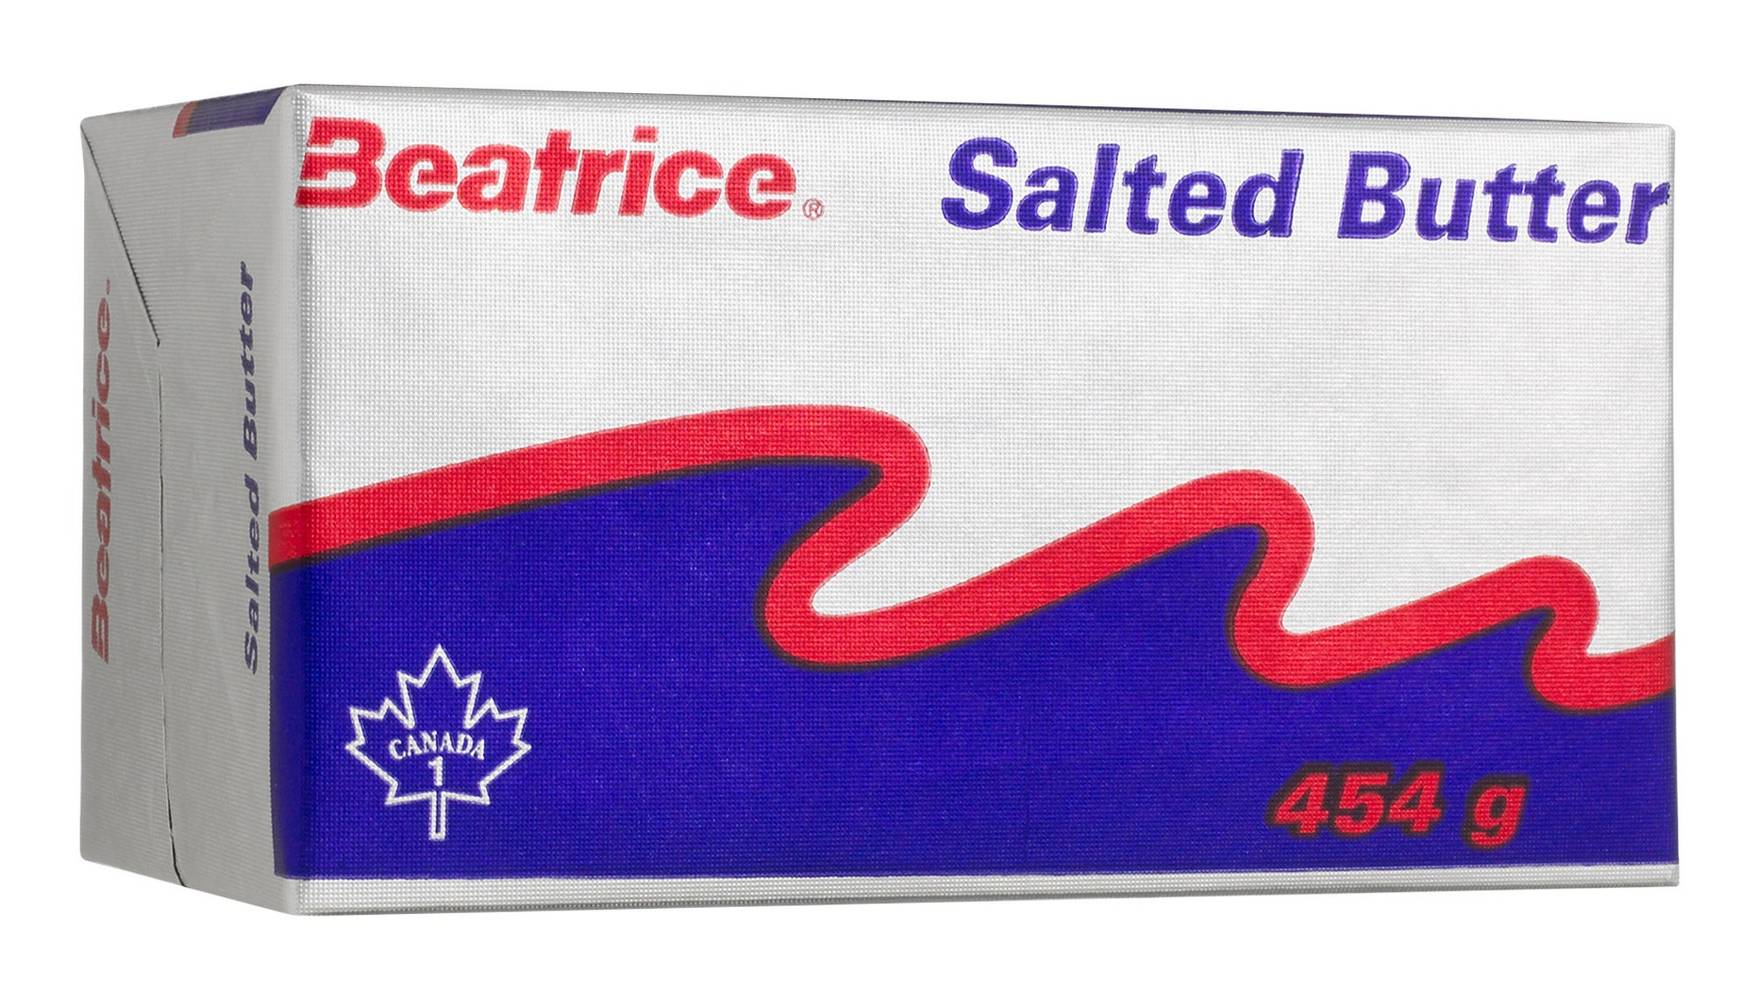 Beatrice®
Salted Butter
Beatrice
Salted Butter
CANADA
1
454 g